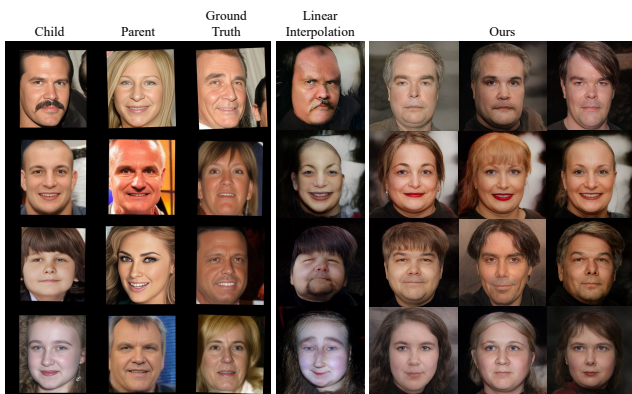 Child
Parent
Ground
Truth
Linear
Interpolation
Ours